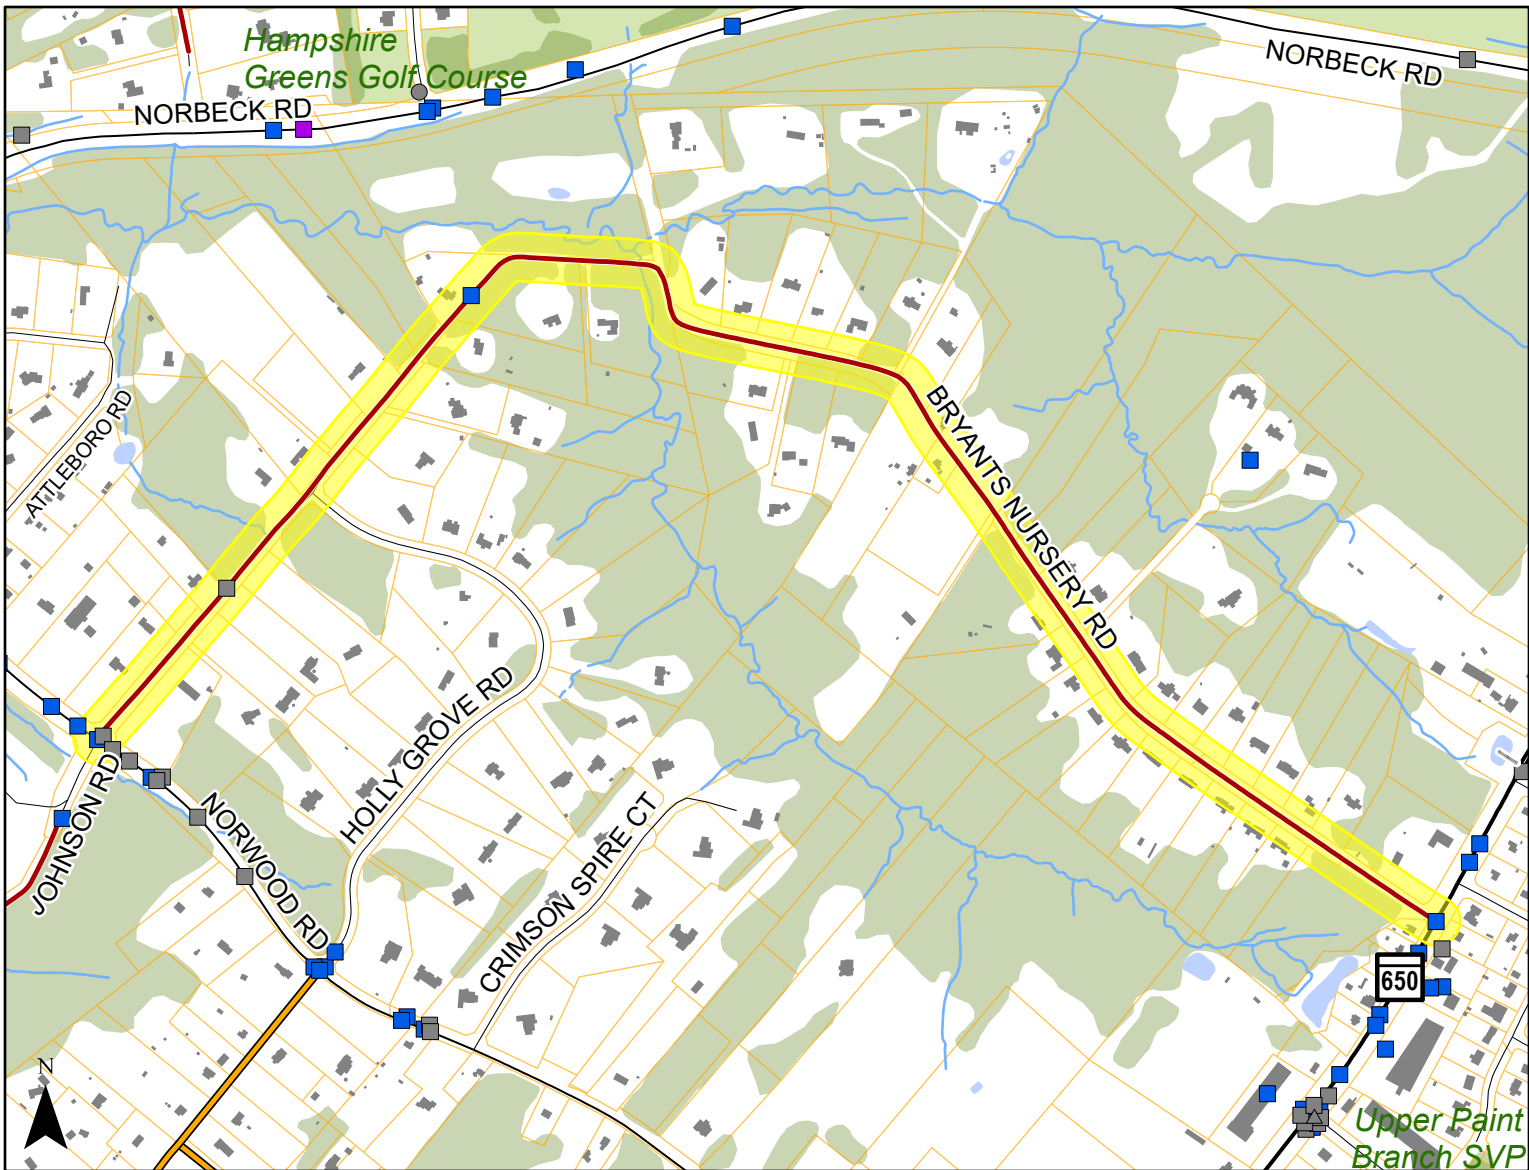 Hampshire
Greens Golf Course
NORBECK RD
NORBECK RD
ATTLEBORO RD
BRYANTS NURSERY RD
HOLLY GROVE RD
JOHNSON RD
NORWOOD RD
CRIMSON SPIRE CT
650
N
Upper Paint
Branch SVP